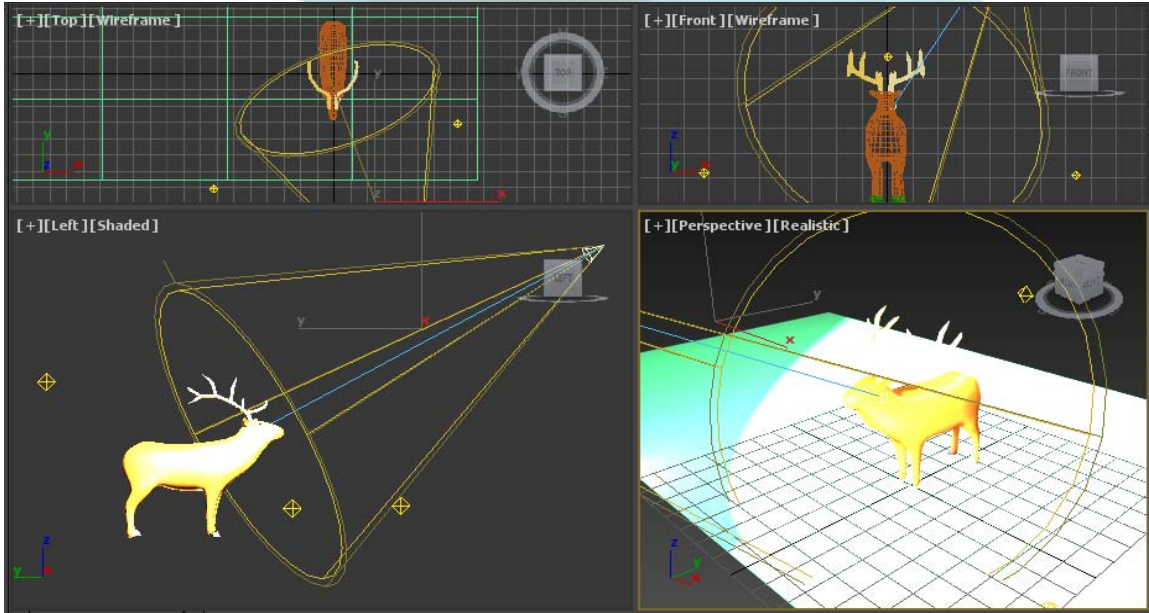 [+][Top][Wireframe]
y
TOP
y
z
x
z
x
[+][Front][Wireframe]
FRONT
z
y
x
[+][Left][Shaded]
LEFT
y
x
z
y
x
[+][Perspective][Realistic]
y
x
z
y
x